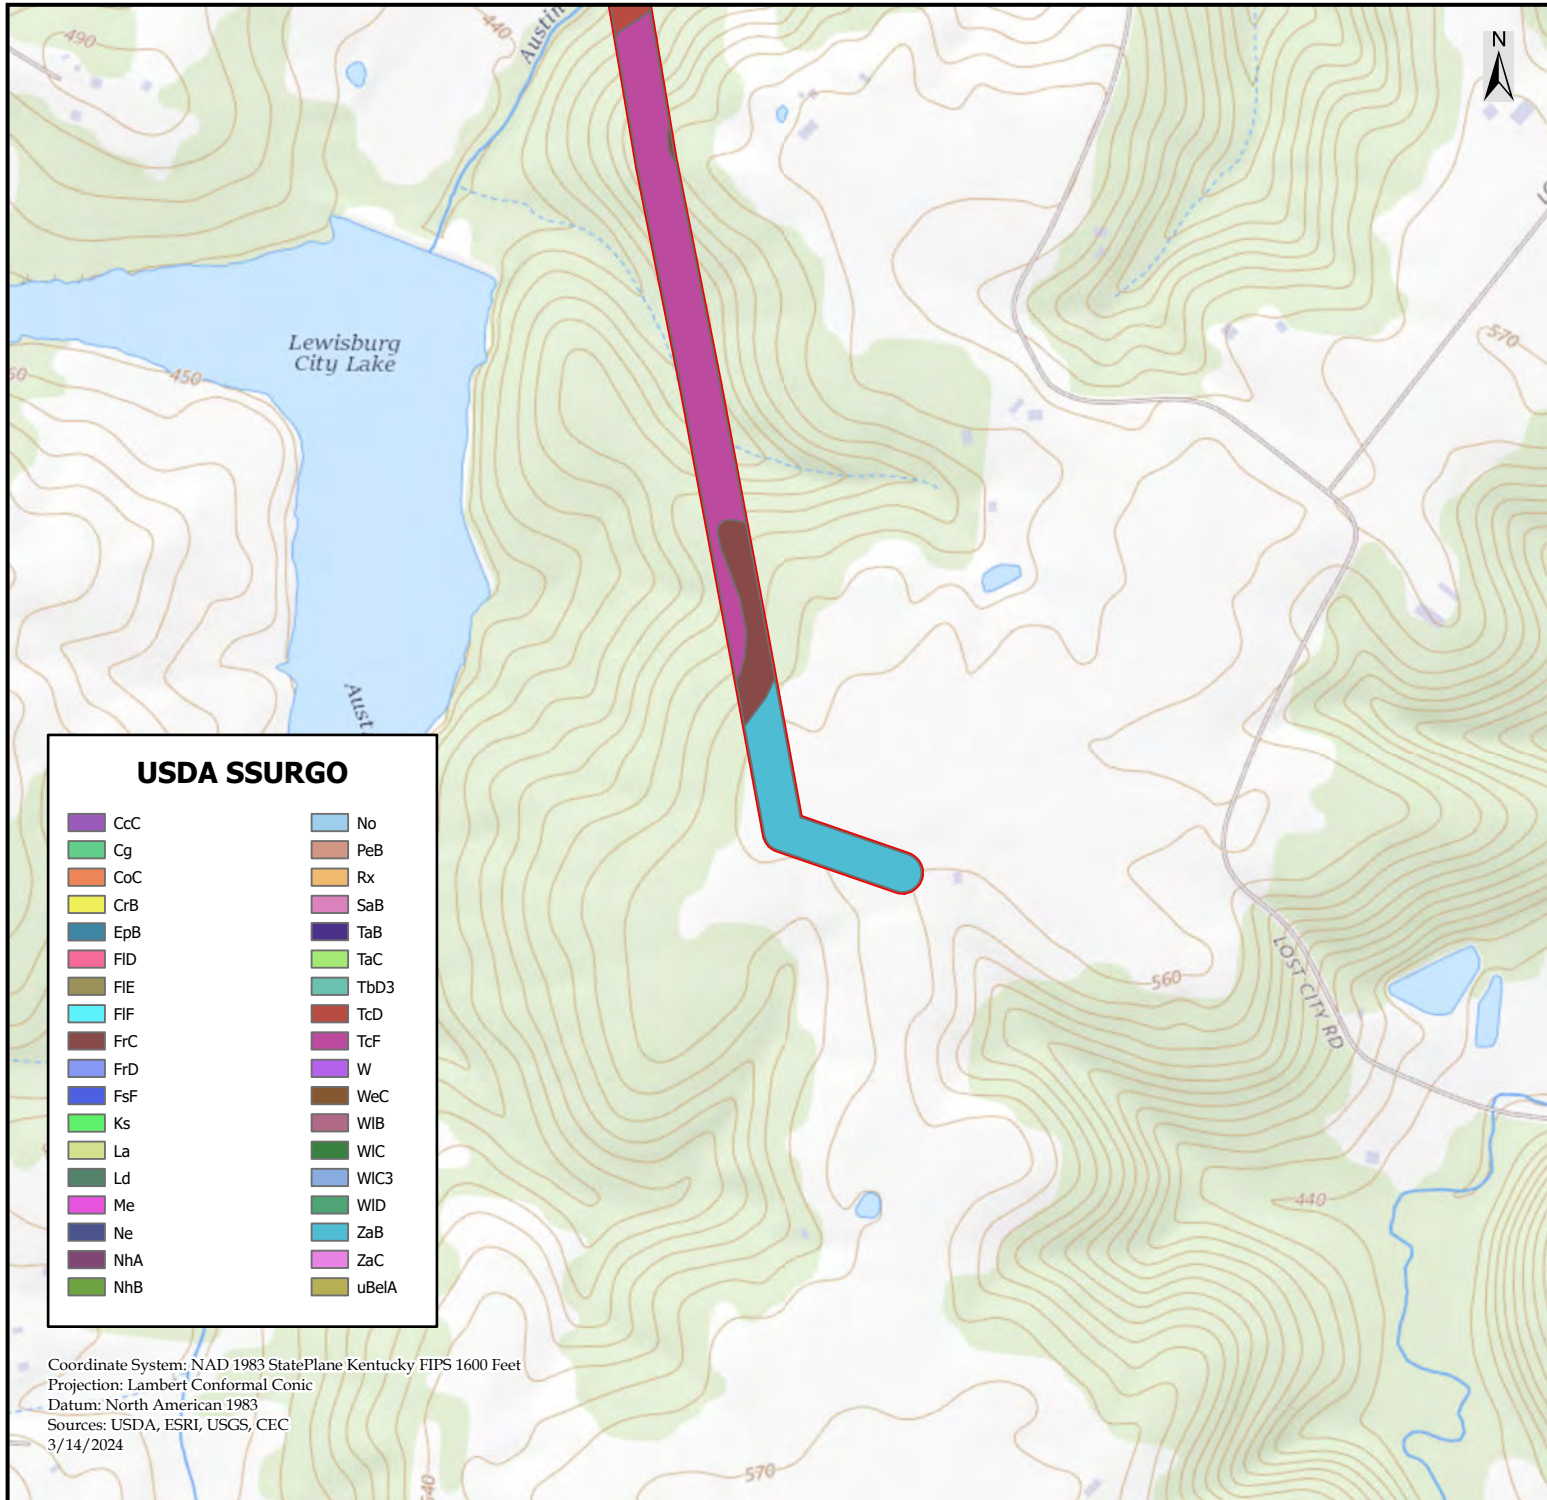 490
440
Austin
N
Lewisburg
City Lake
450
570
Aust
USDA SSURGO
CcC
Cg
CoC
CrB
EpB
FlD
FlE
FlF
FrC
FrD
FsF
Ks
La
Ld
Me
Ne
NhA
NhB
No
PeB
Rx
SaB
TaB
TaC
TbD3
TcD
TcF
W
WeC
WlB
WlC
WlC3
WlD
ZaB
ZaC
uBelA
560
LOST CITY RD
440
Coordinate System: NAD 1983 StatePlane Kentucky FIPS 1600 Feet
Projection: Lambert Conformal Conic
Datum: North American 1983
Sources: USDA, ESRI, USGS, CEC
3/14/2024
540
570